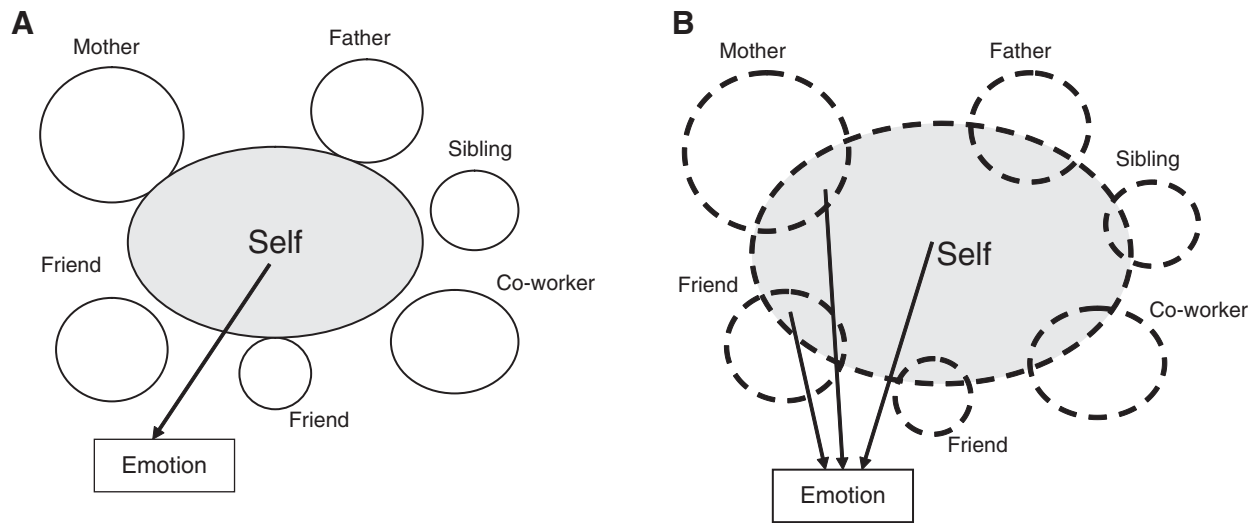 A
Mother
Father
Sibling
Self
Friend
Co-worker
Friend
Emotion
B
Mother
Father
Sibling
Self
Friend
Co-worker
Friend
Emotion